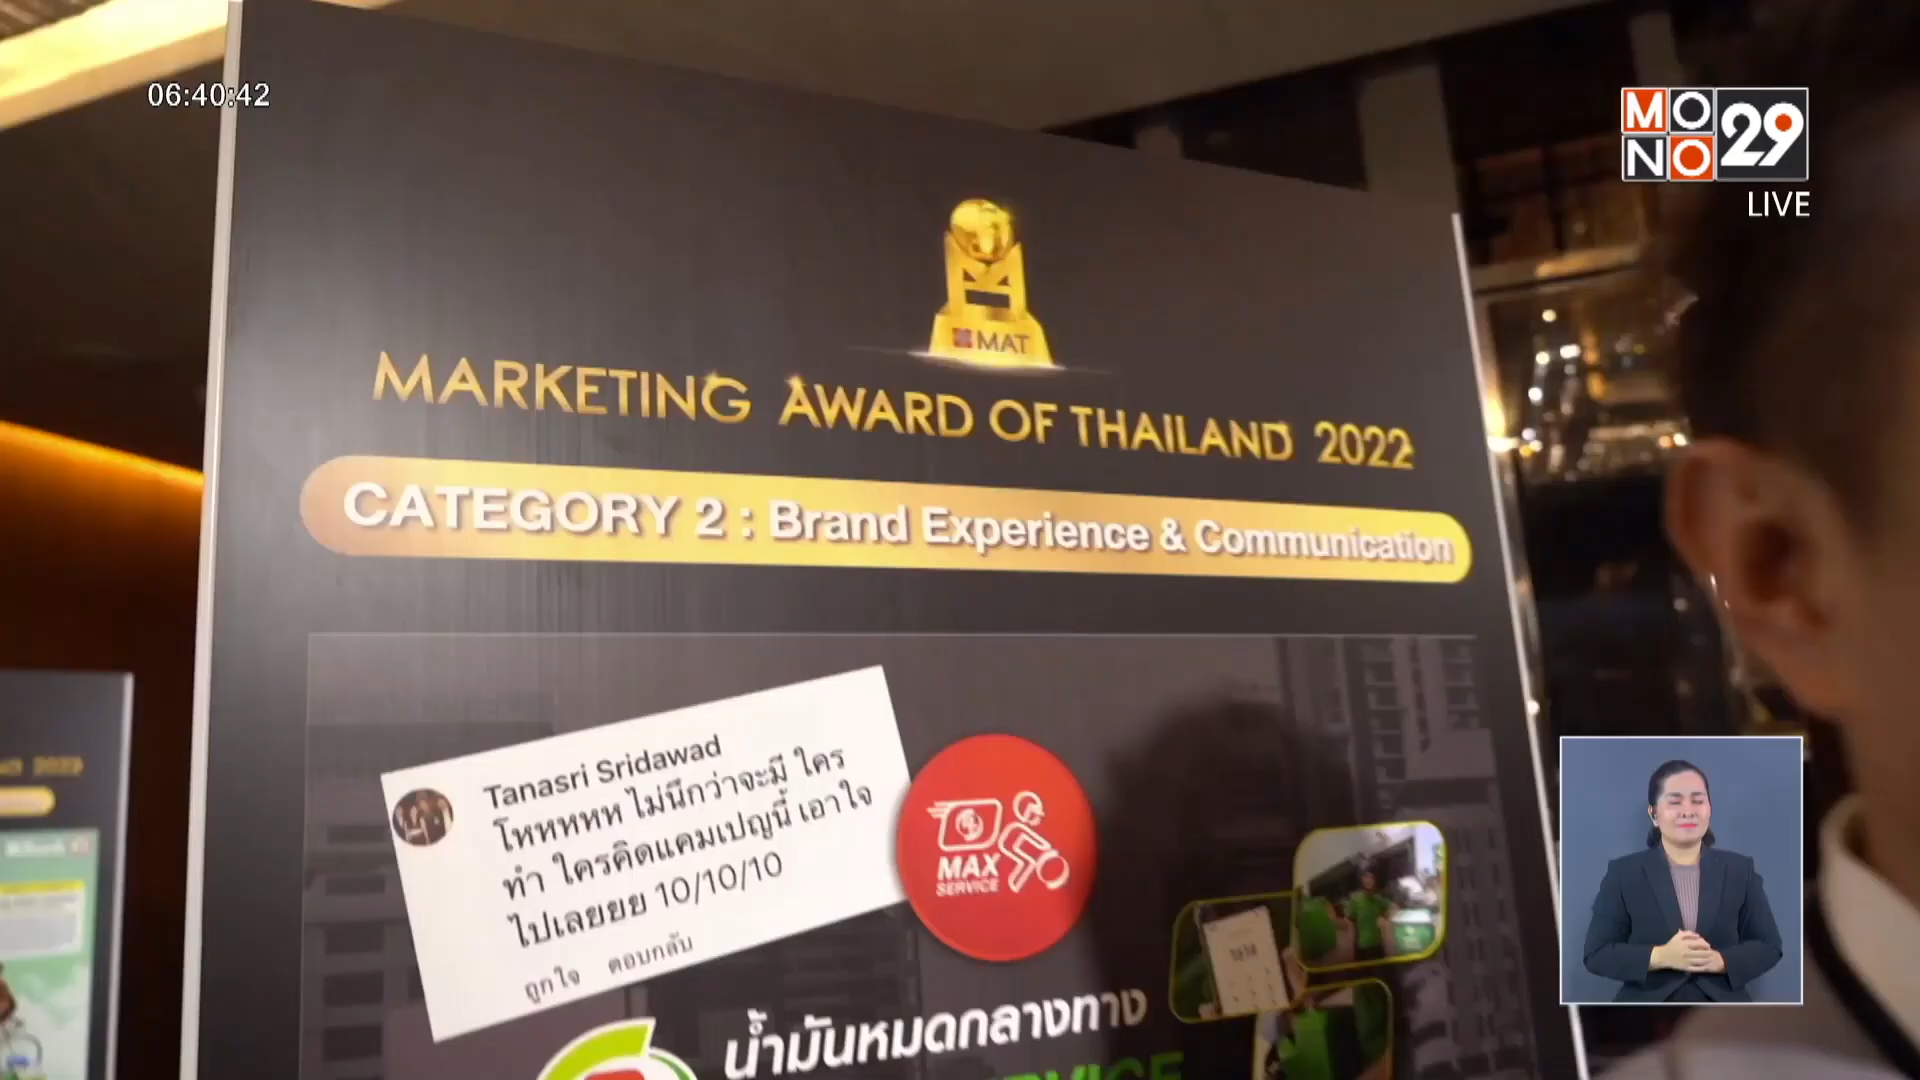 06:40:42
MONO 29
LIVE
MAT
MARKETING AWARD OF THAILAND 2022
CATEGORY 2 : Brand Experience & Communication
Tanasri Sridawad
โหหหหห ไม่นึกว่าจะมี ใคร
ทำ ใครคิดแคมเปญนี้ เอาใจ
ไปเลยยย 10/10/10
ถูกใจ ตอบกลับ
MAX
SERVICE
น้ำมันหมดกลางทาง